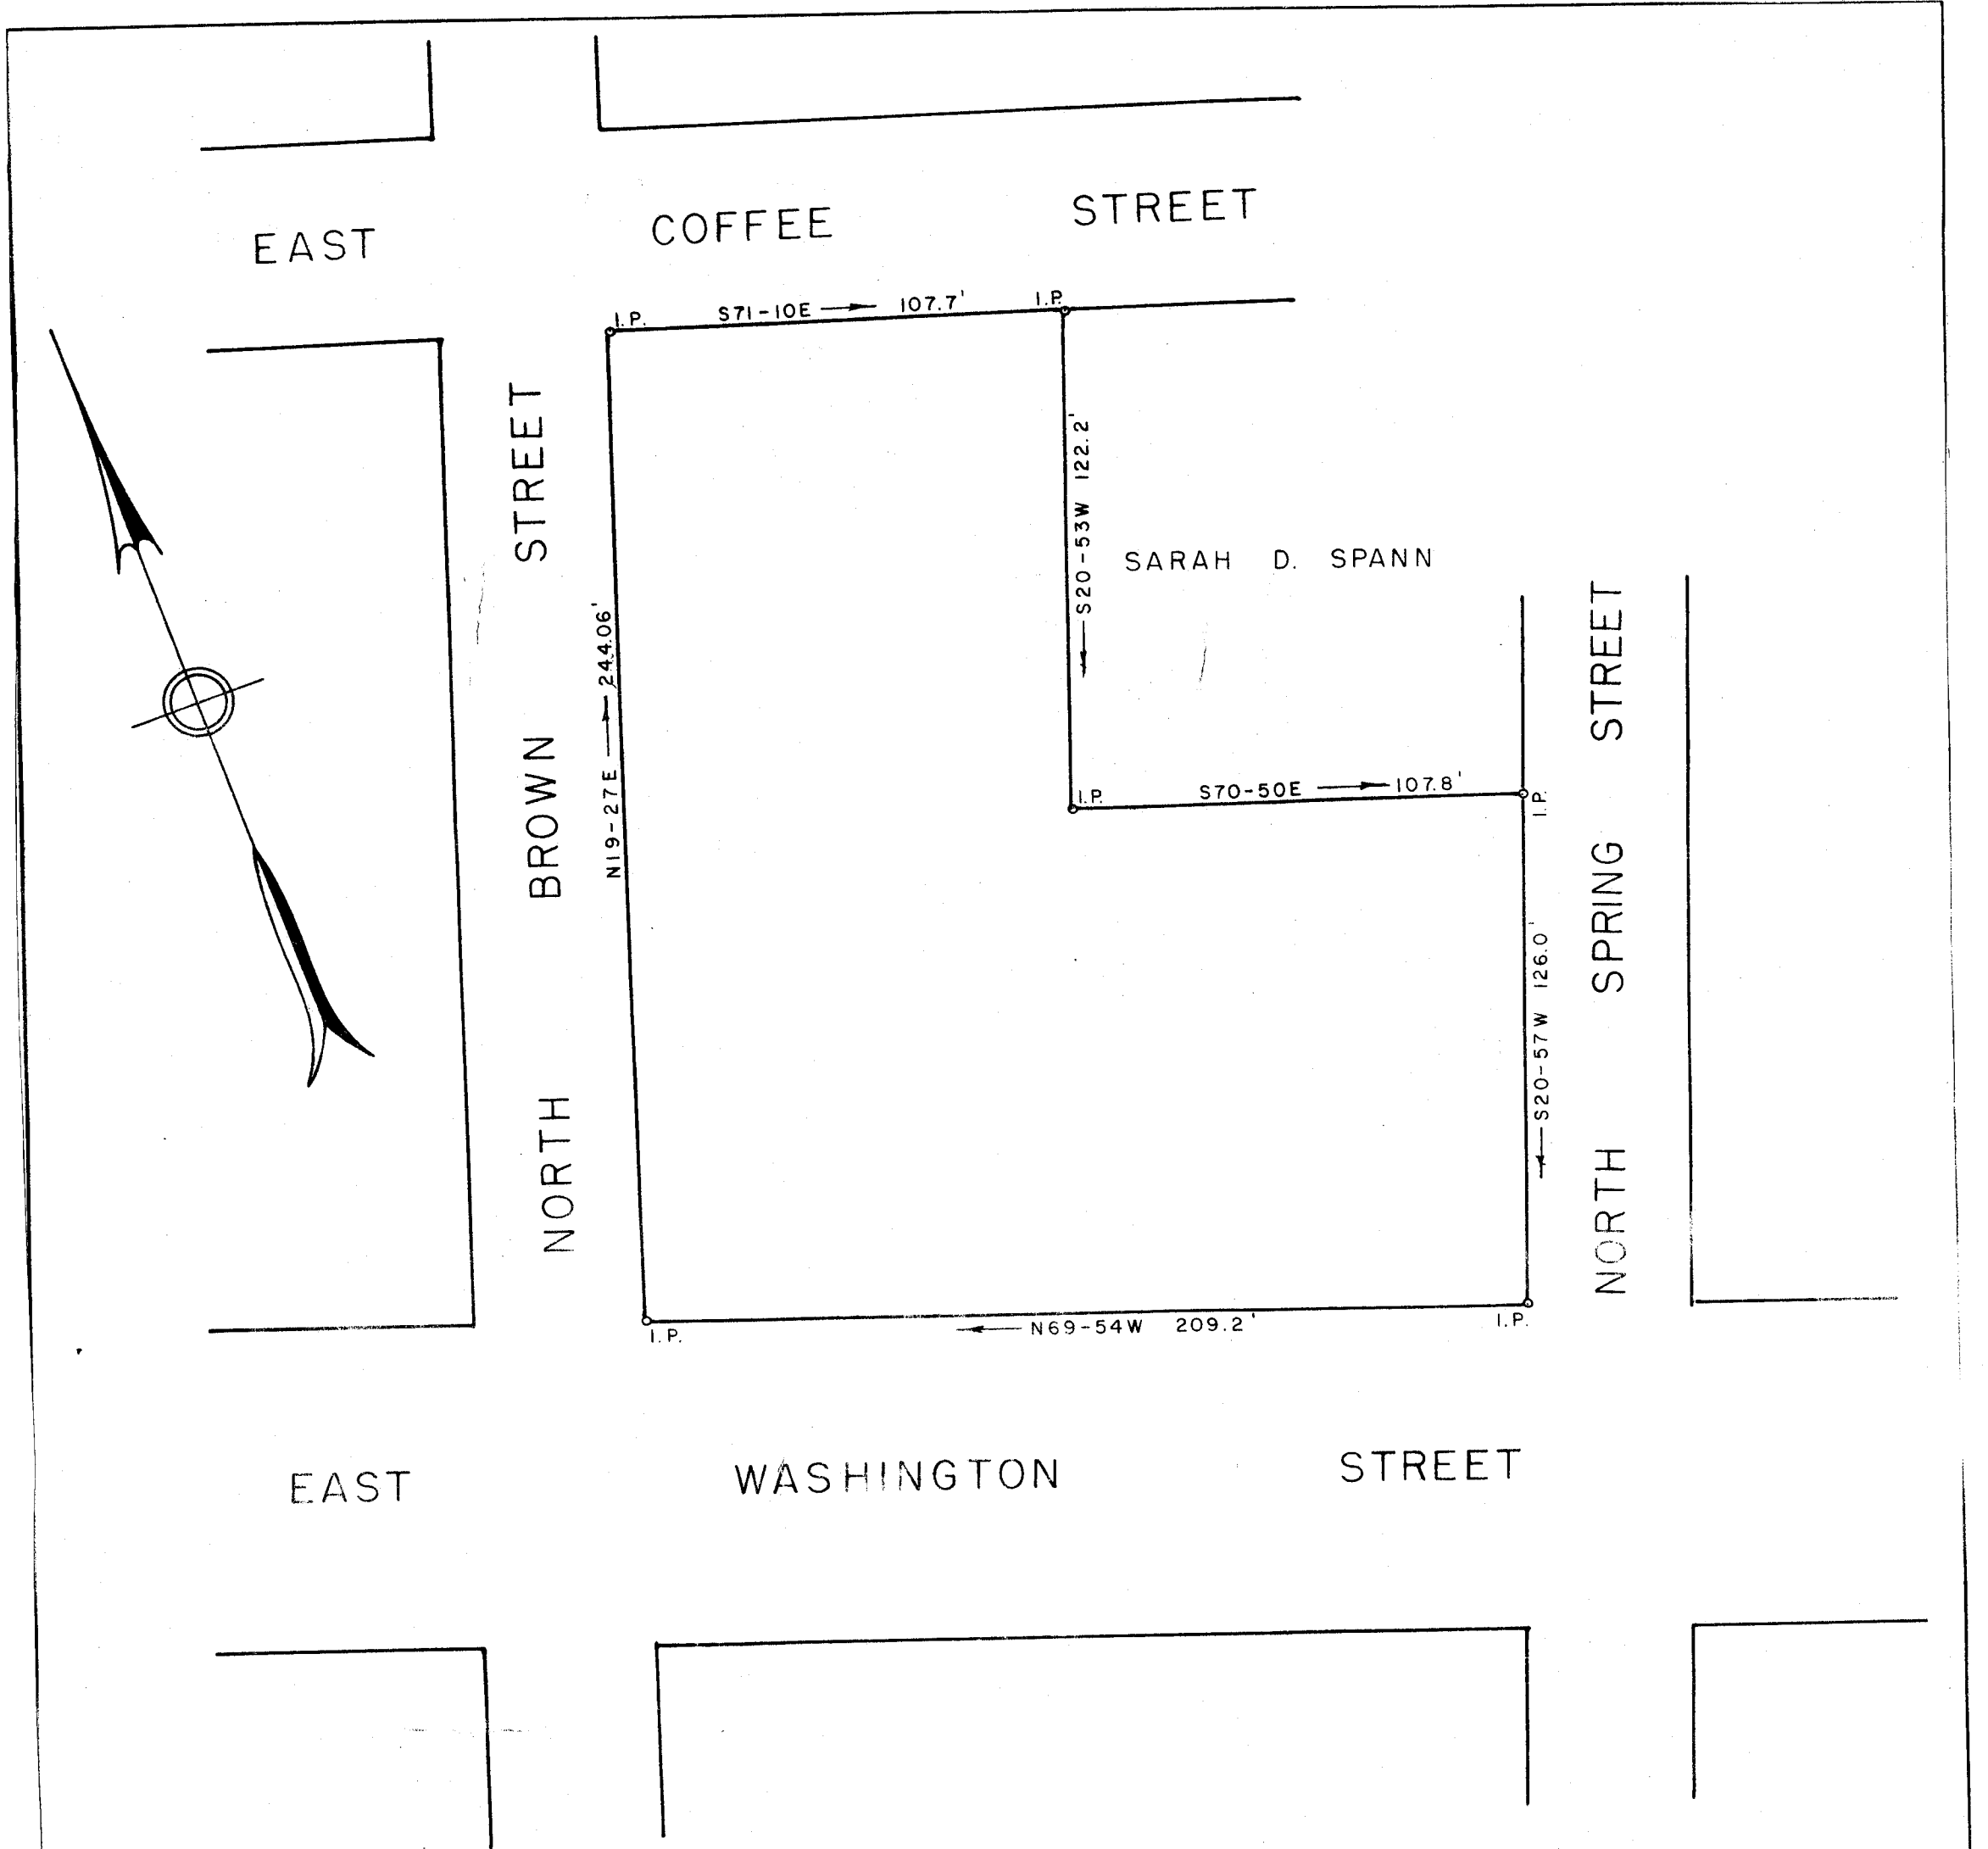 EAST COFFEE STREET
I.P. S71-10E 107.7' I.P.
NORTH BROWN STREET
N19-27E 244.06'
S20-53W 122.2'
SARAH D. SPANN
I.P. S70-50E 107.8' I.P.
NORTH SPRING STREET
S20-57W 126.0'
I.P. N69-54W 209.2' I.P.
EAST WASHINGTON STREET